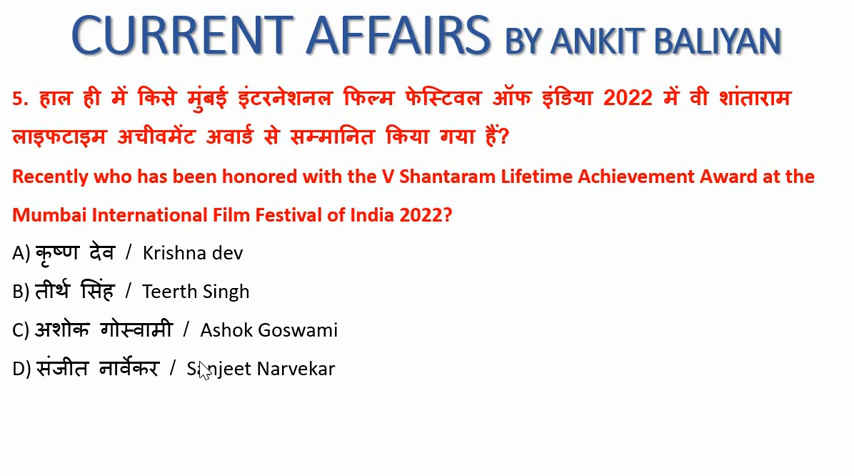 CURRENT AFFAIRS BY ANKIT BALIYAN
5. हाल ही में किसे मुंबई इंटरनेशनल फिल्म फेस्टिवल ऑफ इंडिया 2022 में वी शांताराम
लाइफटाइम अचीवमेंट अवार्ड से सम्मानित किया गया हैं?
Recently who has been honored with the V Shantaram Lifetime Achievement Award at the
Mumbai International Film Festival of India 2022?
A) कृष्ण देव / Krishna dev
B) तीर्थ सिंह / Teerth Singh
C) अशोक गोस्वामी / Ashok Goswami
D) संजीत नार्वेकर / Sanjeet Narvekar